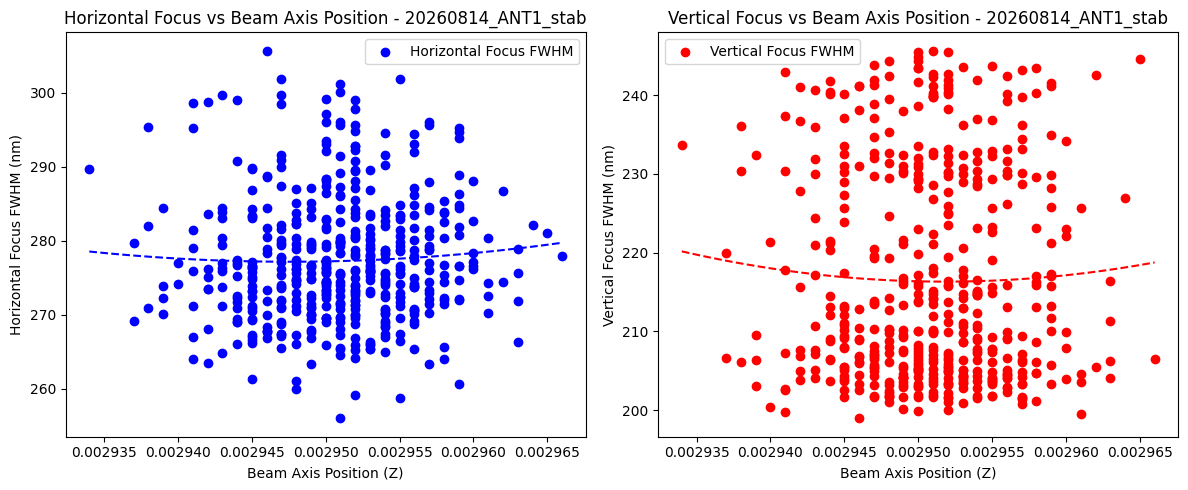 Horizontal Focus vs Beam Axis Position - 20260814_ANT1_stab
Horizontal Focus FWHM
Horizontal Focus FWHM (nm)
300
290
280
270
260
0.002935 0.002940 0.002945 0.002950 0.002955 0.002960 0.002965
Beam Axis Position (Z)
Vertical Focus vs Beam Axis Position - 20260814_ANT1_stab
Vertical Focus FWHM
Vertical Focus FWHM (nm)
240
230
220
210
200
0.002935 0.002940 0.002945 0.002950 0.002955 0.002960 0.002965
Beam Axis Position (Z)